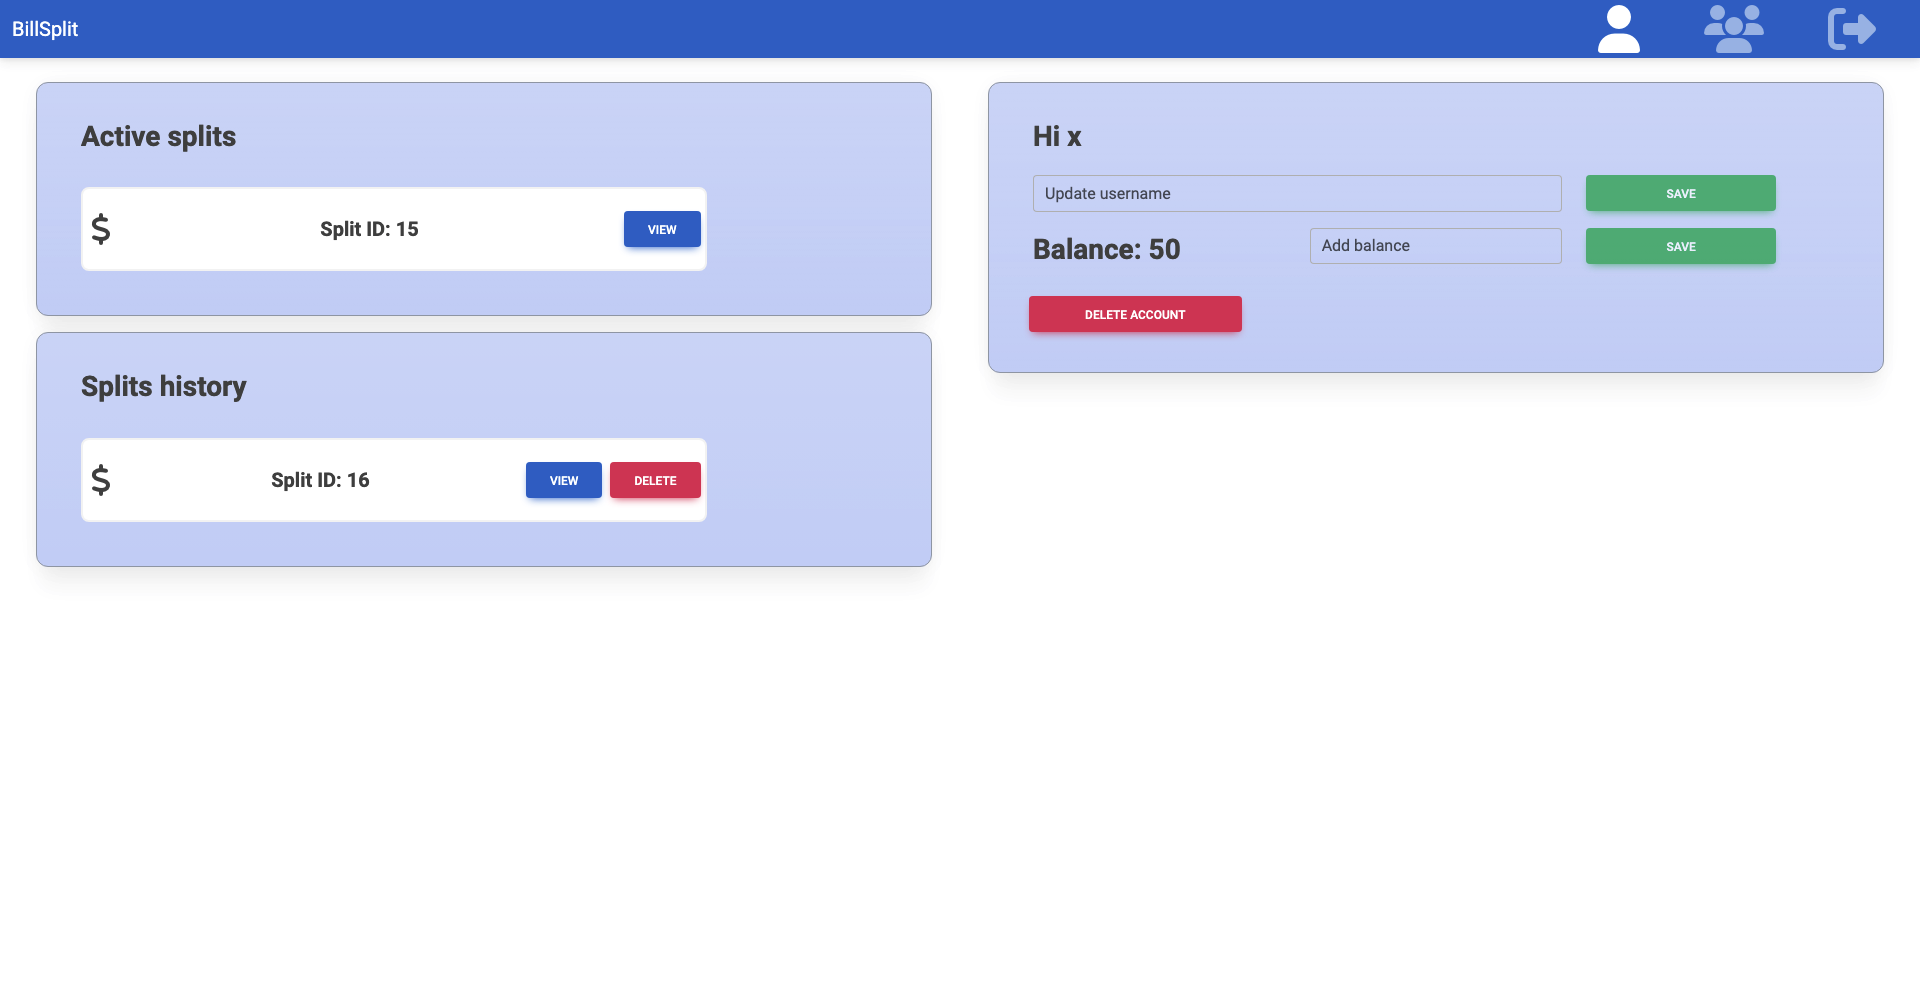 BillSplit
Active splits
$ Split ID: 15 VIEW
Splits history
$ Split ID: 16 VIEW DELETE
Hi x
Update username SAVE
Balance: 50 Add balance SAVE
DELETE ACCOUNT